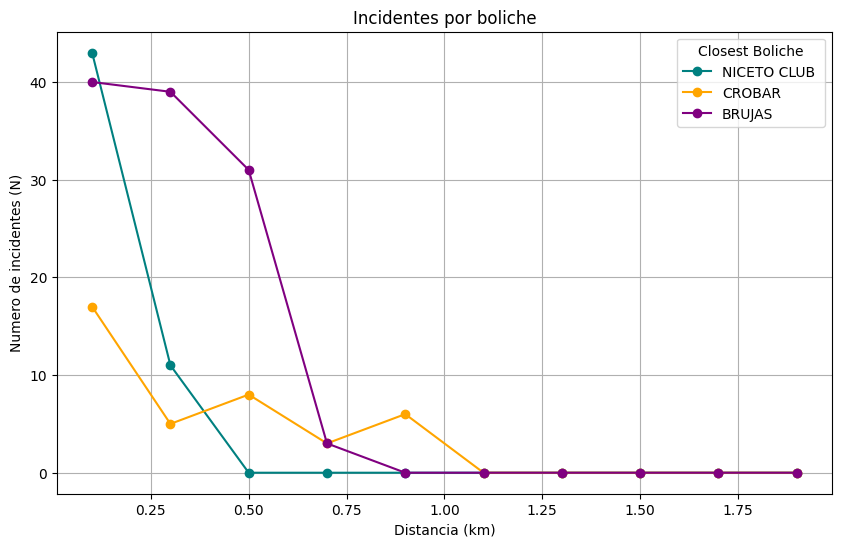 Incidentes por boliche
Closest Boliche
NICETO CLUB
CROBAR
BRUJAS
Numero de incidentes (N)
40
30
20
10
0
0.25 0.50 0.75 1.00 1.25 1.50 1.75
Distancia (km)